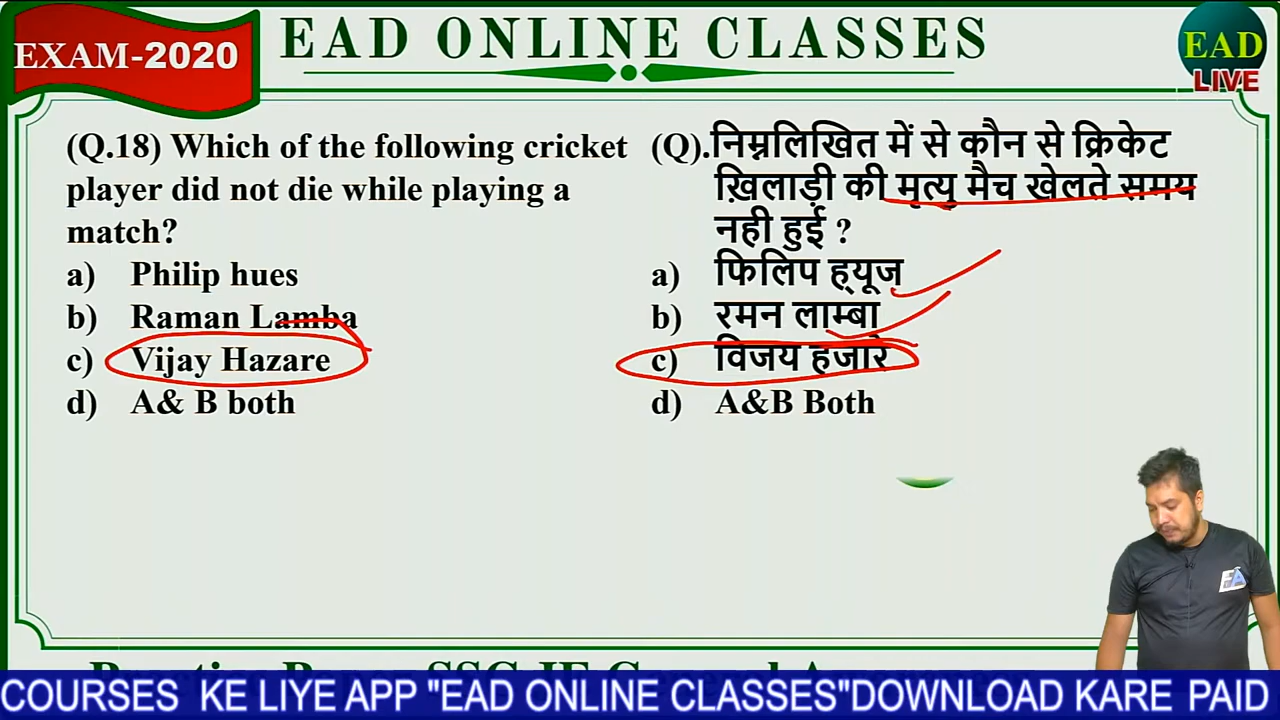 EXAM-2020
EAD ONLINE CLASSES
EAD
LIVE
(Q.18) Which of the following cricket
player did not die while playing a
match?
a) Philip hues
b) Raman Lamba
c) Vijay Hazare
d) A& B both
(Q).निम्नलिखित में से कौन से क्रिकेट
ख़िलाड़ी की मृत्यु मैच खेलते समय
नही हुई ?
a) फिलिप ह्यूज
b) रमन लाम्बा
c) विजय हजारे
d) A&B Both
COURSES KE LIYE APP "EAD ONLINE CLASSES"DOWNLOAD KARE PAID